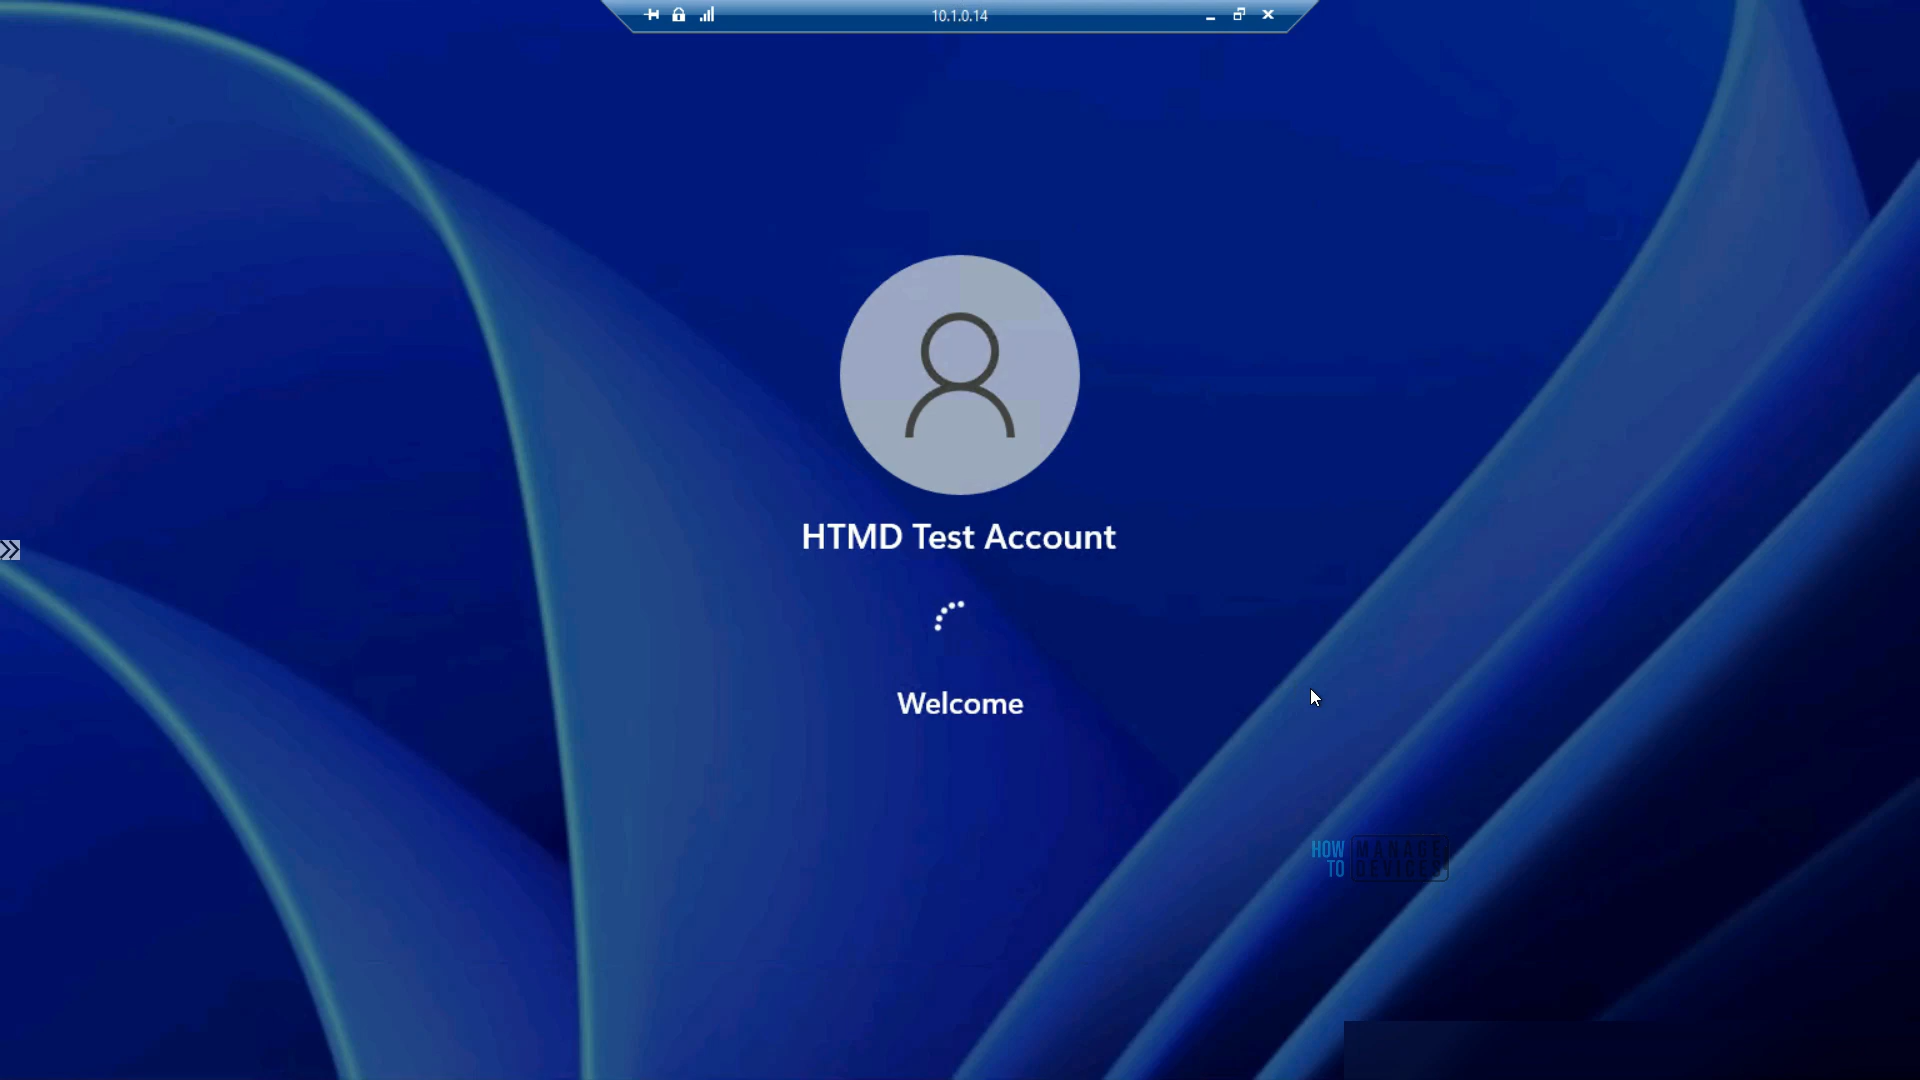 10.1.0.14
HTMD Test Account
Welcome
HOW
TO
MANAGE
DEVICES